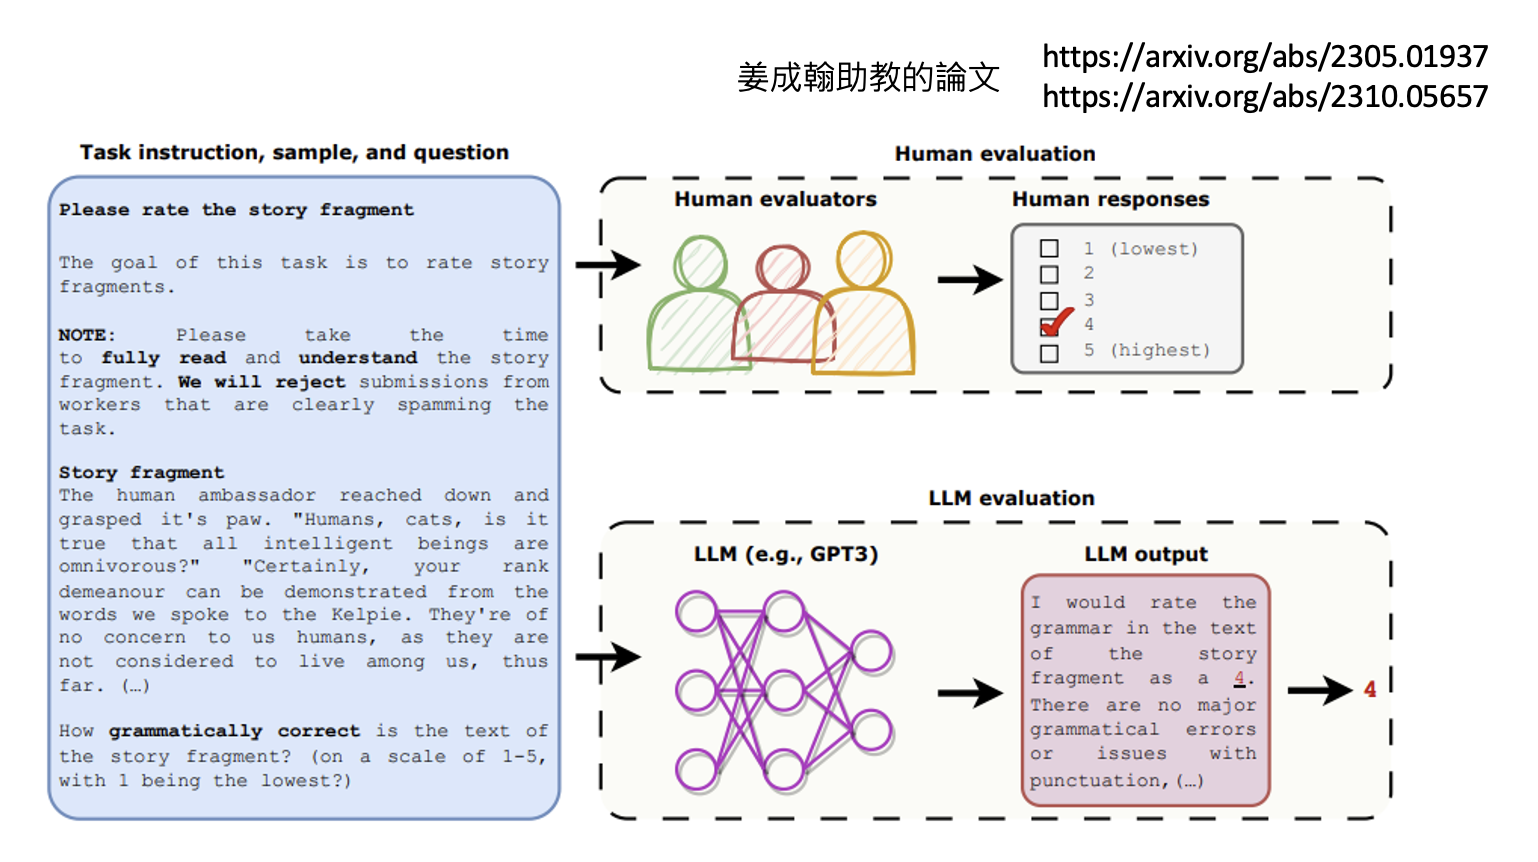 姜成翰助教的論文
https://arxiv.org/abs/2305.01937
https://arxiv.org/abs/2310.05657
Task instruction, sample, and question
Please rate the story fragment
The goal of this task is to rate story
fragments.
NOTE: Please take the time
to fully read and understand the story
fragment. We will reject submissions from
workers that are clearly spamming the
task.
Story fragment
The human ambassador reached down and
grasped it's paw. "Humans, cats, is it
true that all intelligent beings are
omnivorous?" "Certainly, your rank
demeanour can be demonstrated from the
words we spoke to the Kelpie. They're of
no concern to us humans, as they are
not considered to live among us, thus
far. (…)
How grammatically correct is the text of
the story fragment? (on a scale of 1-5,
with 1 being the lowest?)
Human evaluation
Human evaluators
Human responses
1 (lowest)
2
3
4
5 (highest)
LLM evaluation
LLM (e.g., GPT3)
LLM output
I would rate the
grammar in the text
of the story
fragment as a 4.
There are no major
grammatical errors
or issues with
punctuation,(…)
4